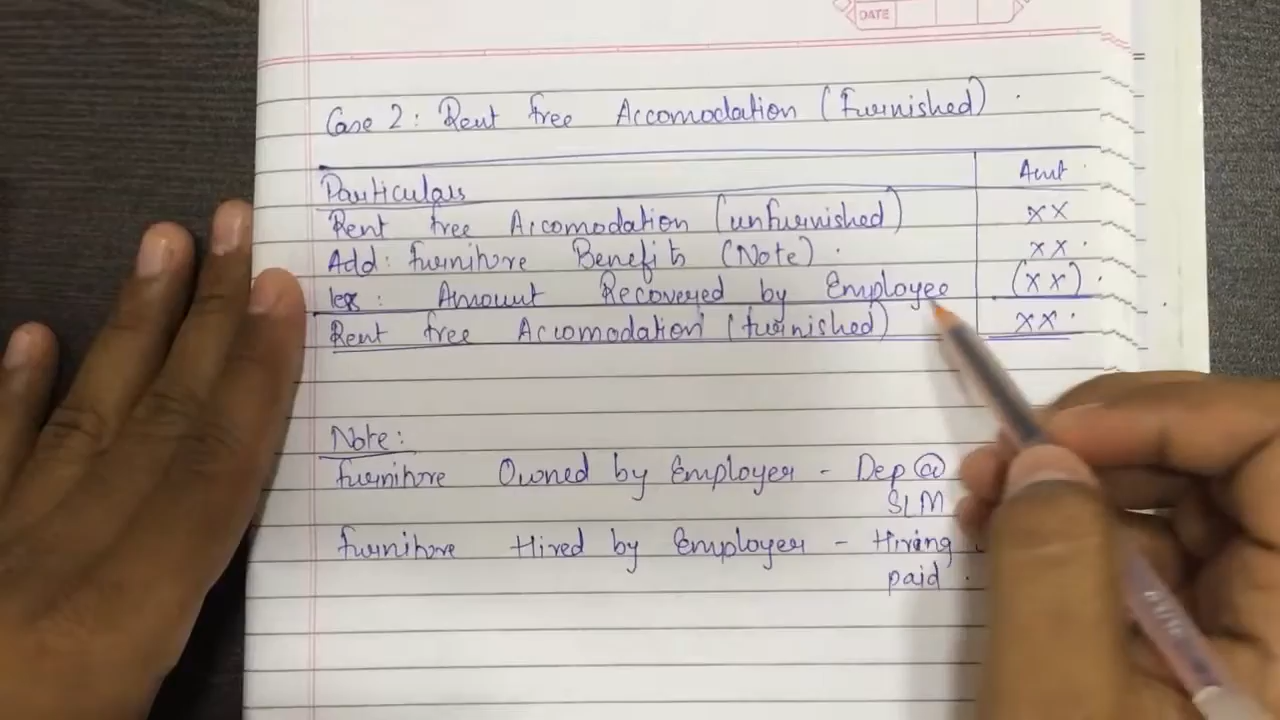 DATE
Case 2: Rent free Accomodation (Furnished)
Particulars Amt
Rent free Accomodation (unfurnished) xx
Add: furniture Benefits (Note) xx
less: Amount Recovered by Employee (xx)
Rent free Accomodation (furnished) xx
Note:
furniture Owned by Employer - Dep @
SLM
furniture Hired by Employer - Hiring
paid